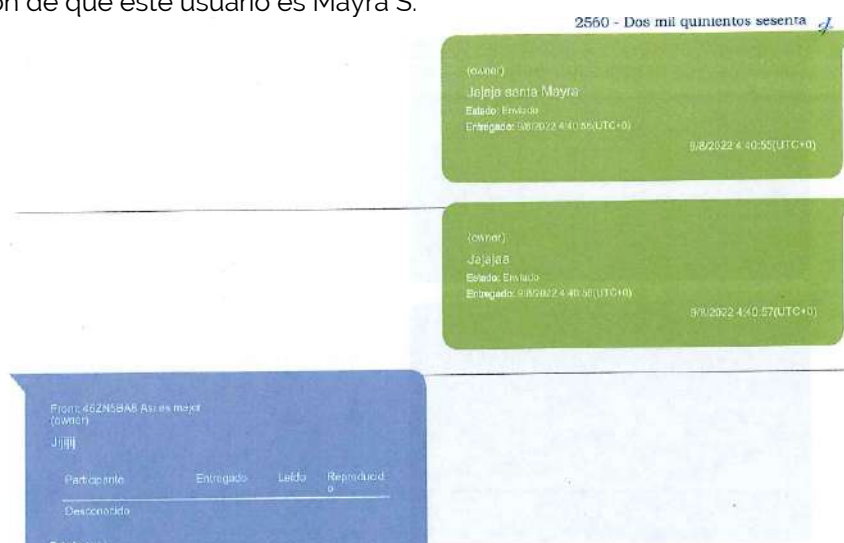 ón de que este usuario es Mayra S.
2560 - Dos mil quinientos sesenta
(owner)
Jajaja santa Mayra
Estado: Enviado
Entregado: 9/8/2022 4:40:56(UTC+0)
9/8/2022 4:40:55(UTC+0)
(owner)
Jajajaa
Estado: Enviado
Entregado: 9/8/2022 4:40:58(UTC+0)
9/8/2022 4:40:57(UTC+0)
From: 46ZN5BA8 Asi es mejor
(owner)
Jijijij
Participante Entregado Leído Reproducid
o
Desconocido